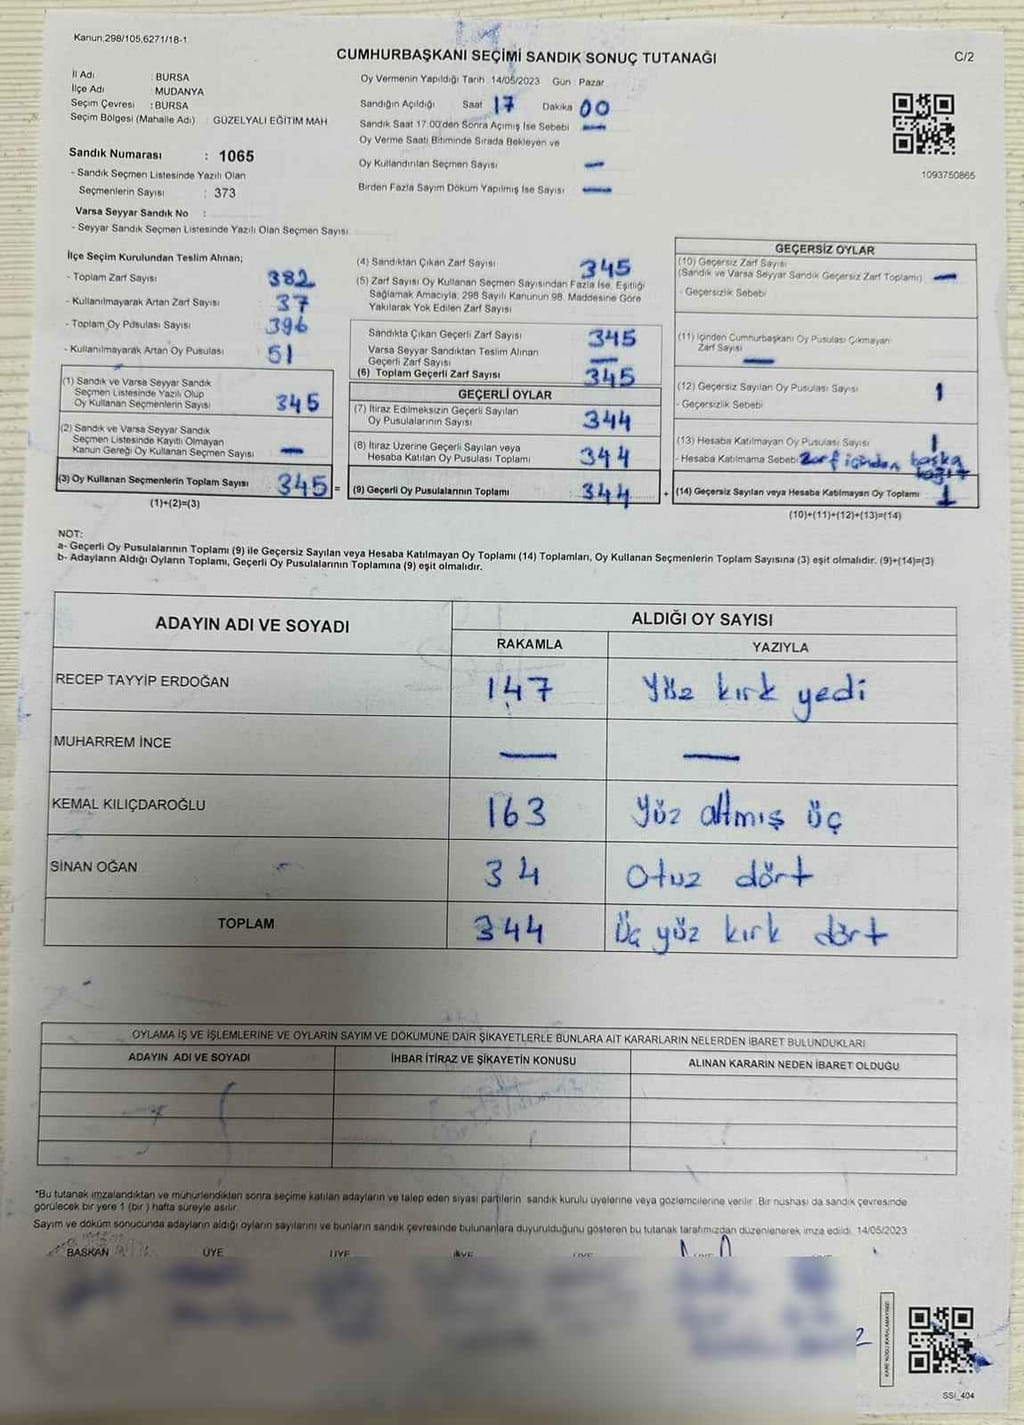 Kanun.298/105,6271/18-1
CUMHURBAŞKANI SEÇİMİ SANDIK SONUÇ TUTANAĞI
C/2
İl Adı : BURSA
İlçe Adı : MUDANYA
Seçim Çevresi : BURSA
Seçim Bölgesi (Mahalle Adı) : GÜZELYALI EĞİTİM MAH
Sandık Numarası : 1065
- Sandık Seçmen Listesinde Yazılı Olan
Seçmenlerin Sayısı : 373
Varsa Seyyar Sandık No :
- Seyyar Sandık Seçmen Listesinde Yazılı Olan Seçmen Sayısı
Oy Vermenin Yapıldığı Tarih 14/05/2023 Gün : Pazar
Sandığın Açıldığı Saat 17 Dakika 00
Sandık Saat 17:00'den Sonra Açımış İse Sebebi —
Oy Verme Saati Bitiminde Sırada Bekleyen ve
Oy Kullandırılan Seçmen Sayısı —
Birden Fazla Sayım Döküm Yapılmış İse Sayısı —
1093750865
İlçe Seçim Kurulundan Teslim Alınan;
- Toplam Zarf Sayısı 382
- Kullanılmayarak Artan Zarf Sayısı 37
- Toplam Oy Pusulası Sayısı 396
- Kullanılmayarak Artan Oy Pusulası 51
(1) Sandık ve Varsa Seyyar Sandık
Seçmen Listesinde Yazılı Olup
Oy Kullanan Seçmenlerin Sayısı 345
(2) Sandık ve Varsa Seyyar Sandık
Seçmen Listesinde Kayıtlı Olmayan
Kanun Gereği Oy Kullanan Seçmen Sayısı —
(3) Oy Kullanan Seçmenlerin Toplam Sayısı 345 =
(1)+(2)=(3)
(4) Sandıktan Çıkan Zarf Sayısı 345
(5) Zarf Sayısı Oy Kullanan Seçmen Sayısından Fazla İse, Eşitliği
Sağlamak Amacıyla, 298 Sayılı Kanunun 98. Maddesine Göre
Yakılarak Yok Edilen Zarf Sayısı
Sandıkta Çıkan Geçerli Zarf Sayısı 345
Varsa Seyyar Sandıktan Teslim Alınan
Geçerli Zarf Sayısı —
(6) Toplam Geçerli Zarf Sayısı 345
GEÇERLİ OYLAR
(7) İtiraz Edilmeksizin Geçerli Sayılan
Oy Pusulalarının Sayısı 344
(8) İtiraz Üzerine Geçerli Sayılan veya
Hesaba Katılan Oy Pusulası Toplamı 344
(9) Geçerli Oy Pusulalarının Toplamı 344 +
GEÇERSİZ OYLAR
(10) Geçersiz Zarf Sayısı
(Sandık ve Varsa Seyyar Sandık Geçersiz Zarf Toplamı) —
- Geçersizlik Sebebi
(11) İçinden Cumhurbaşkanı Oy Pusulası Çıkmayan
Zarf Sayısı —
(12) Geçersiz Sayılan Oy Pusulası Sayısı 1
- Geçersizlik Sebebi
(13) Hesaba Katılmayan Oy Pusulası Sayısı 1
- Hesaba Katılmama Sebebi Zarf içinden başka
kağıt
(14) Geçersiz Sayılan veya Hesaba Katılmayan Oy Toplamı 1
(10)+(11)+(12)+(13)=(14)
NOT:
a- Geçerli Oy Pusulalarının Toplamı (9) ile Geçersiz Sayılan veya Hesaba Katılmayan Oy Toplamı (14) Toplamları, Oy Kullanan Seçmenlerin Toplam Sayısına (3) eşit olmalıdır. (9)+(14)=(3)
b- Adayların Aldığı Oyların Toplamı, Geçerli Oy Pusulalarının Toplamına (9) eşit olmalıdır.
ADAYIN ADI VE SOYADI
ALDIĞI OY SAYISI
RAKAMLA YAZIYLA
RECEP TAYYİP ERDOĞAN 147 Yüz kırk yedi
MUHARREM İNCE — —
KEMAL KILIÇDAROĞLU 163 Yüz altmış üç
SİNAN OĞAN 34 Otuz dört
TOPLAM 344 Üç yüz kırk dört
OYLAMA İŞ VE İŞLEMLERİNE VE OYLARIN SAYIM VE DÖKÜMÜNE DAİR ŞİKAYETLERLE BUNLARA AİT KARARLARIN NELERDEN İBARET BULUNDUKLARI
ADAYIN ADI VE SOYADI İHBAR İTİRAZ VE ŞİKAYETİN KONUSU ALINAN KARARIN NEDEN İBARET OLDUĞU
*Bu tutanak imzalandıktan ve mühürlendikten sonra seçime katılan adayların ve talep eden siyasi partilerin sandık kurulu üyelerine veya gözlemcilerine verilir. Bir nüshası da sandık çevresinde
görülecek bir yere 1 (bir ) hafta süreyle asılır.
Sayım ve döküm sonucunda adayların aldığı oyların sayılarını ve bunların sandık çevresinde bulunanlara duyurulduğunu gösteren bu tutanak tarafımızdan düzenlenerek imza edildi. 14/05/2023
BAŞKAN ÜYE ÜYE ÜYE
SSI_404